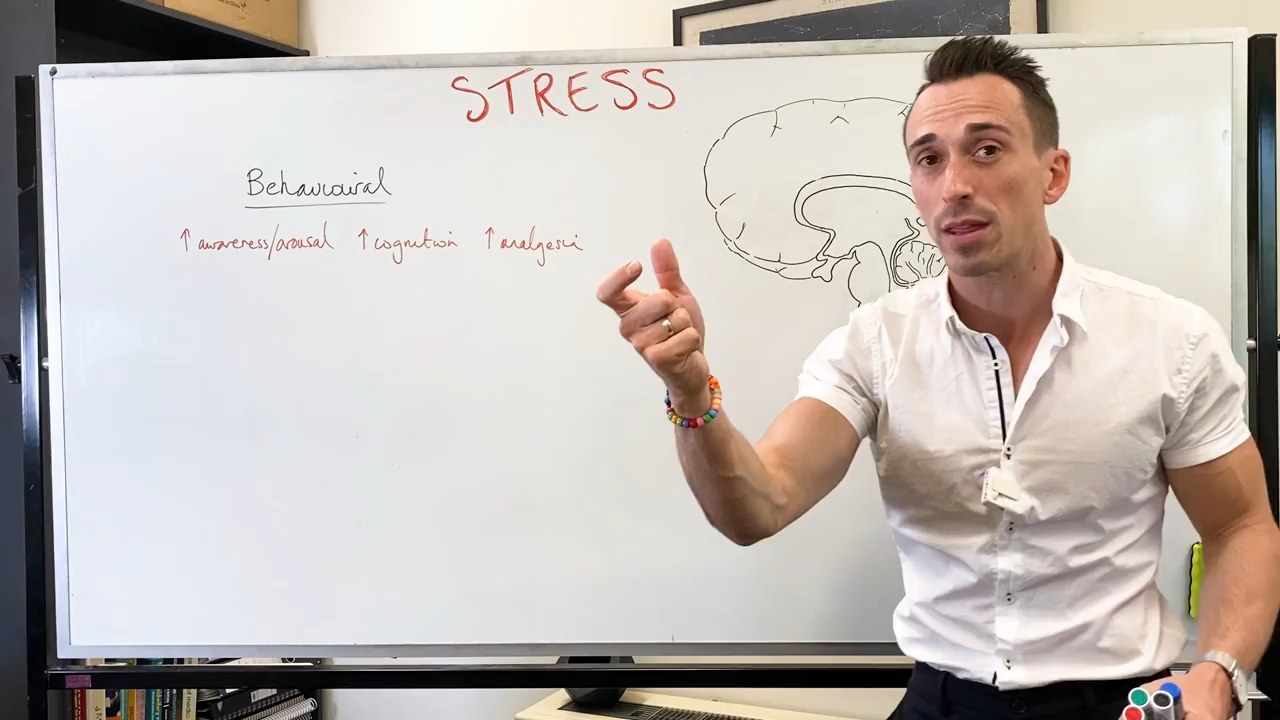 STRESS
Behavioural
↑ awareness/arousal ↑ cognition ↑ analgesia